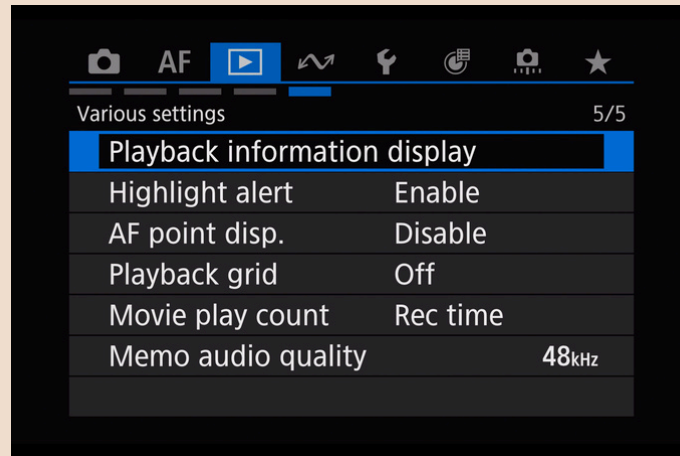 AF
Various settings 5/5
Playback information display
Highlight alert Enable
AF point disp. Disable
Playback grid Off
Movie play count Rec time
Memo audio quality 48kHz